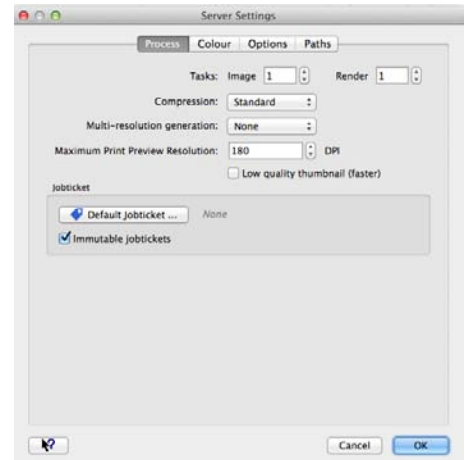 Server Settings
Process Colour Options Paths
Tasks: Image 1 Render 1
Compression: Standard
Multi-resolution generation: None
Maximum Print Preview Resolution: 180 DPI
Low quality thumbnail (faster)
Jobticket
Default Jobticket ... None
Immutable jobtickets
? Cancel OK